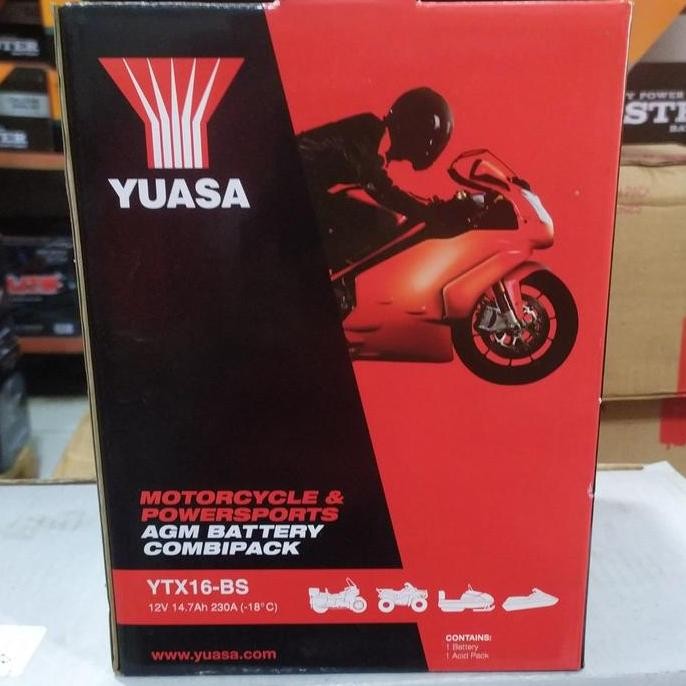 YUASA
MOTORCYCLE &
POWERSPORTS
AGM BATTERY
COMBIPACK
YTX16-BS
12V 14.7Ah 230A (-18°C)
CONTAINS:
1 Battery
1 Acid Pack
www.yuasa.com
POWER